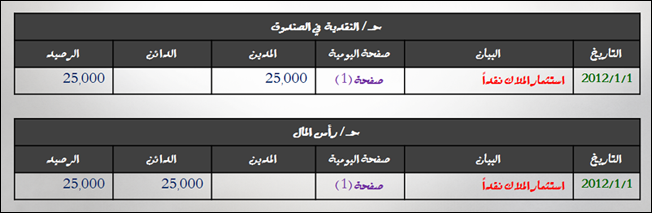 حـ / النقدية في الصندوق
التاريخ البيان صفحة اليومية المدين الدائن الرصيد
2012/1/1 استثمار الملاك نقداً صفحة (1) 25,000 25,000
حـ / رأس المال
التاريخ البيان صفحة اليومية المدين الدائن الرصيد
2012/1/1 استثمار الملاك نقداً صفحة (1) 25,000 25,000